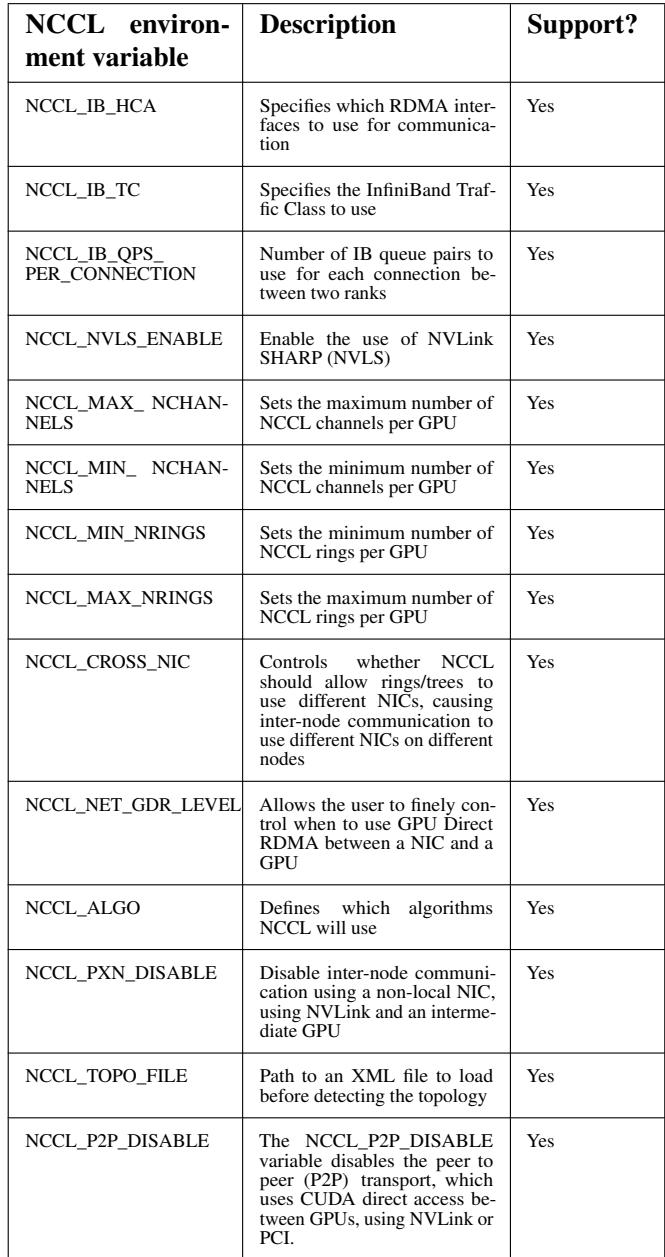 NCCL environ-
ment variable
Description
Support?
NCCL_IB_HCA
Specifies which RDMA inter-
faces to use for communica-
tion
Yes
NCCL_IB_TC
Specifies the InfiniBand Traf-
fic Class to use
Yes
NCCL_IB_QPS_
PER_CONNECTION
Number of IB queue pairs to
use for each connection be-
tween two ranks
Yes
NCCL_NVLS_ENABLE
Enable the use of NVLink
SHARP (NVLS)
Yes
NCCL_MAX_ NCHAN-
NELS
Sets the maximum number of
NCCL channels per GPU
Yes
NCCL_MIN_ NCHAN-
NELS
Sets the minimum number of
NCCL channels per GPU
Yes
NCCL_MIN_NRINGS
Sets the minimum number of
NCCL rings per GPU
Yes
NCCL_MAX_NRINGS
Sets the maximum number of
NCCL rings per GPU
Yes
NCCL_CROSS_NIC
Controls whether NCCL
should allow rings/trees to
use different NICs, causing
inter-node communication to
use different NICs on different
nodes
Yes
NCCL_NET_GDR_LEVEL
Allows the user to finely con-
trol when to use GPU Direct
RDMA between a NIC and a
GPU
Yes
NCCL_ALGO
Defines which algorithms
NCCL will use
Yes
NCCL_PXN_DISABLE
Disable inter-node communi-
cation using a non-local NIC,
using NVLink and an interme-
diate GPU
Yes
NCCL_TOPO_FILE
Path to an XML file to load
before detecting the topology
Yes
NCCL_P2P_DISABLE
The NCCL_P2P_DISABLE
variable disables the peer to
peer (P2P) transport, which
uses CUDA direct access be-
tween GPUs, using NVLink or
PCI.
Yes